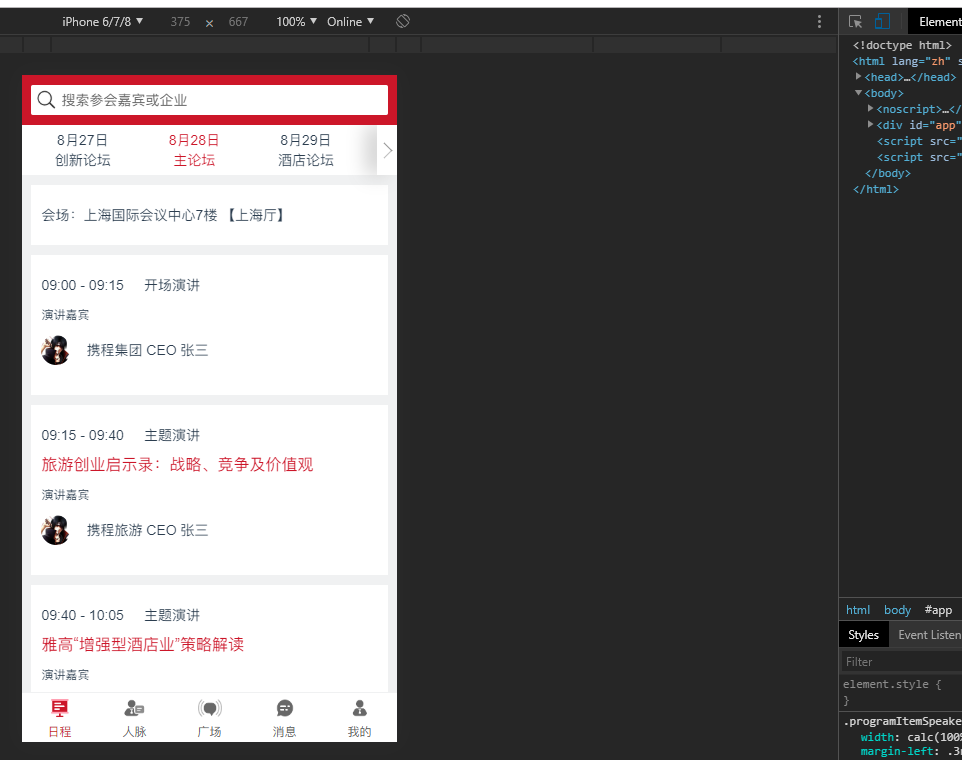 iPhone 6/7/8 ▼ 375 × 667 100% ▼ Online ▼
Element
<!doctype html>
<html lang="zh" s
<head>…</head>
<body>
<noscript>…</
<div id="app"
<script src="
<script src="
</body>
</html>
搜索参会嘉宾或企业
8月27日 8月28日 8月29日
创新论坛 主论坛 酒店论坛
会场：上海国际会议中心7楼 【上海厅】
09:00 - 09:15 开场演讲
演讲嘉宾
携程集团 CEO 张三
09:15 - 09:40 主题演讲
旅游创业启示录：战略、竞争及价值观
演讲嘉宾
携程旅游 CEO 张三
09:40 - 10:05 主题演讲
雅高“增强型酒店业”策略解读
演讲嘉宾
日程 人脉 广场 消息 我的
html body #app
Styles Event Listen
Filter
element.style {
}
.programItemSpeake
width: calc(100%
margin-left: .3